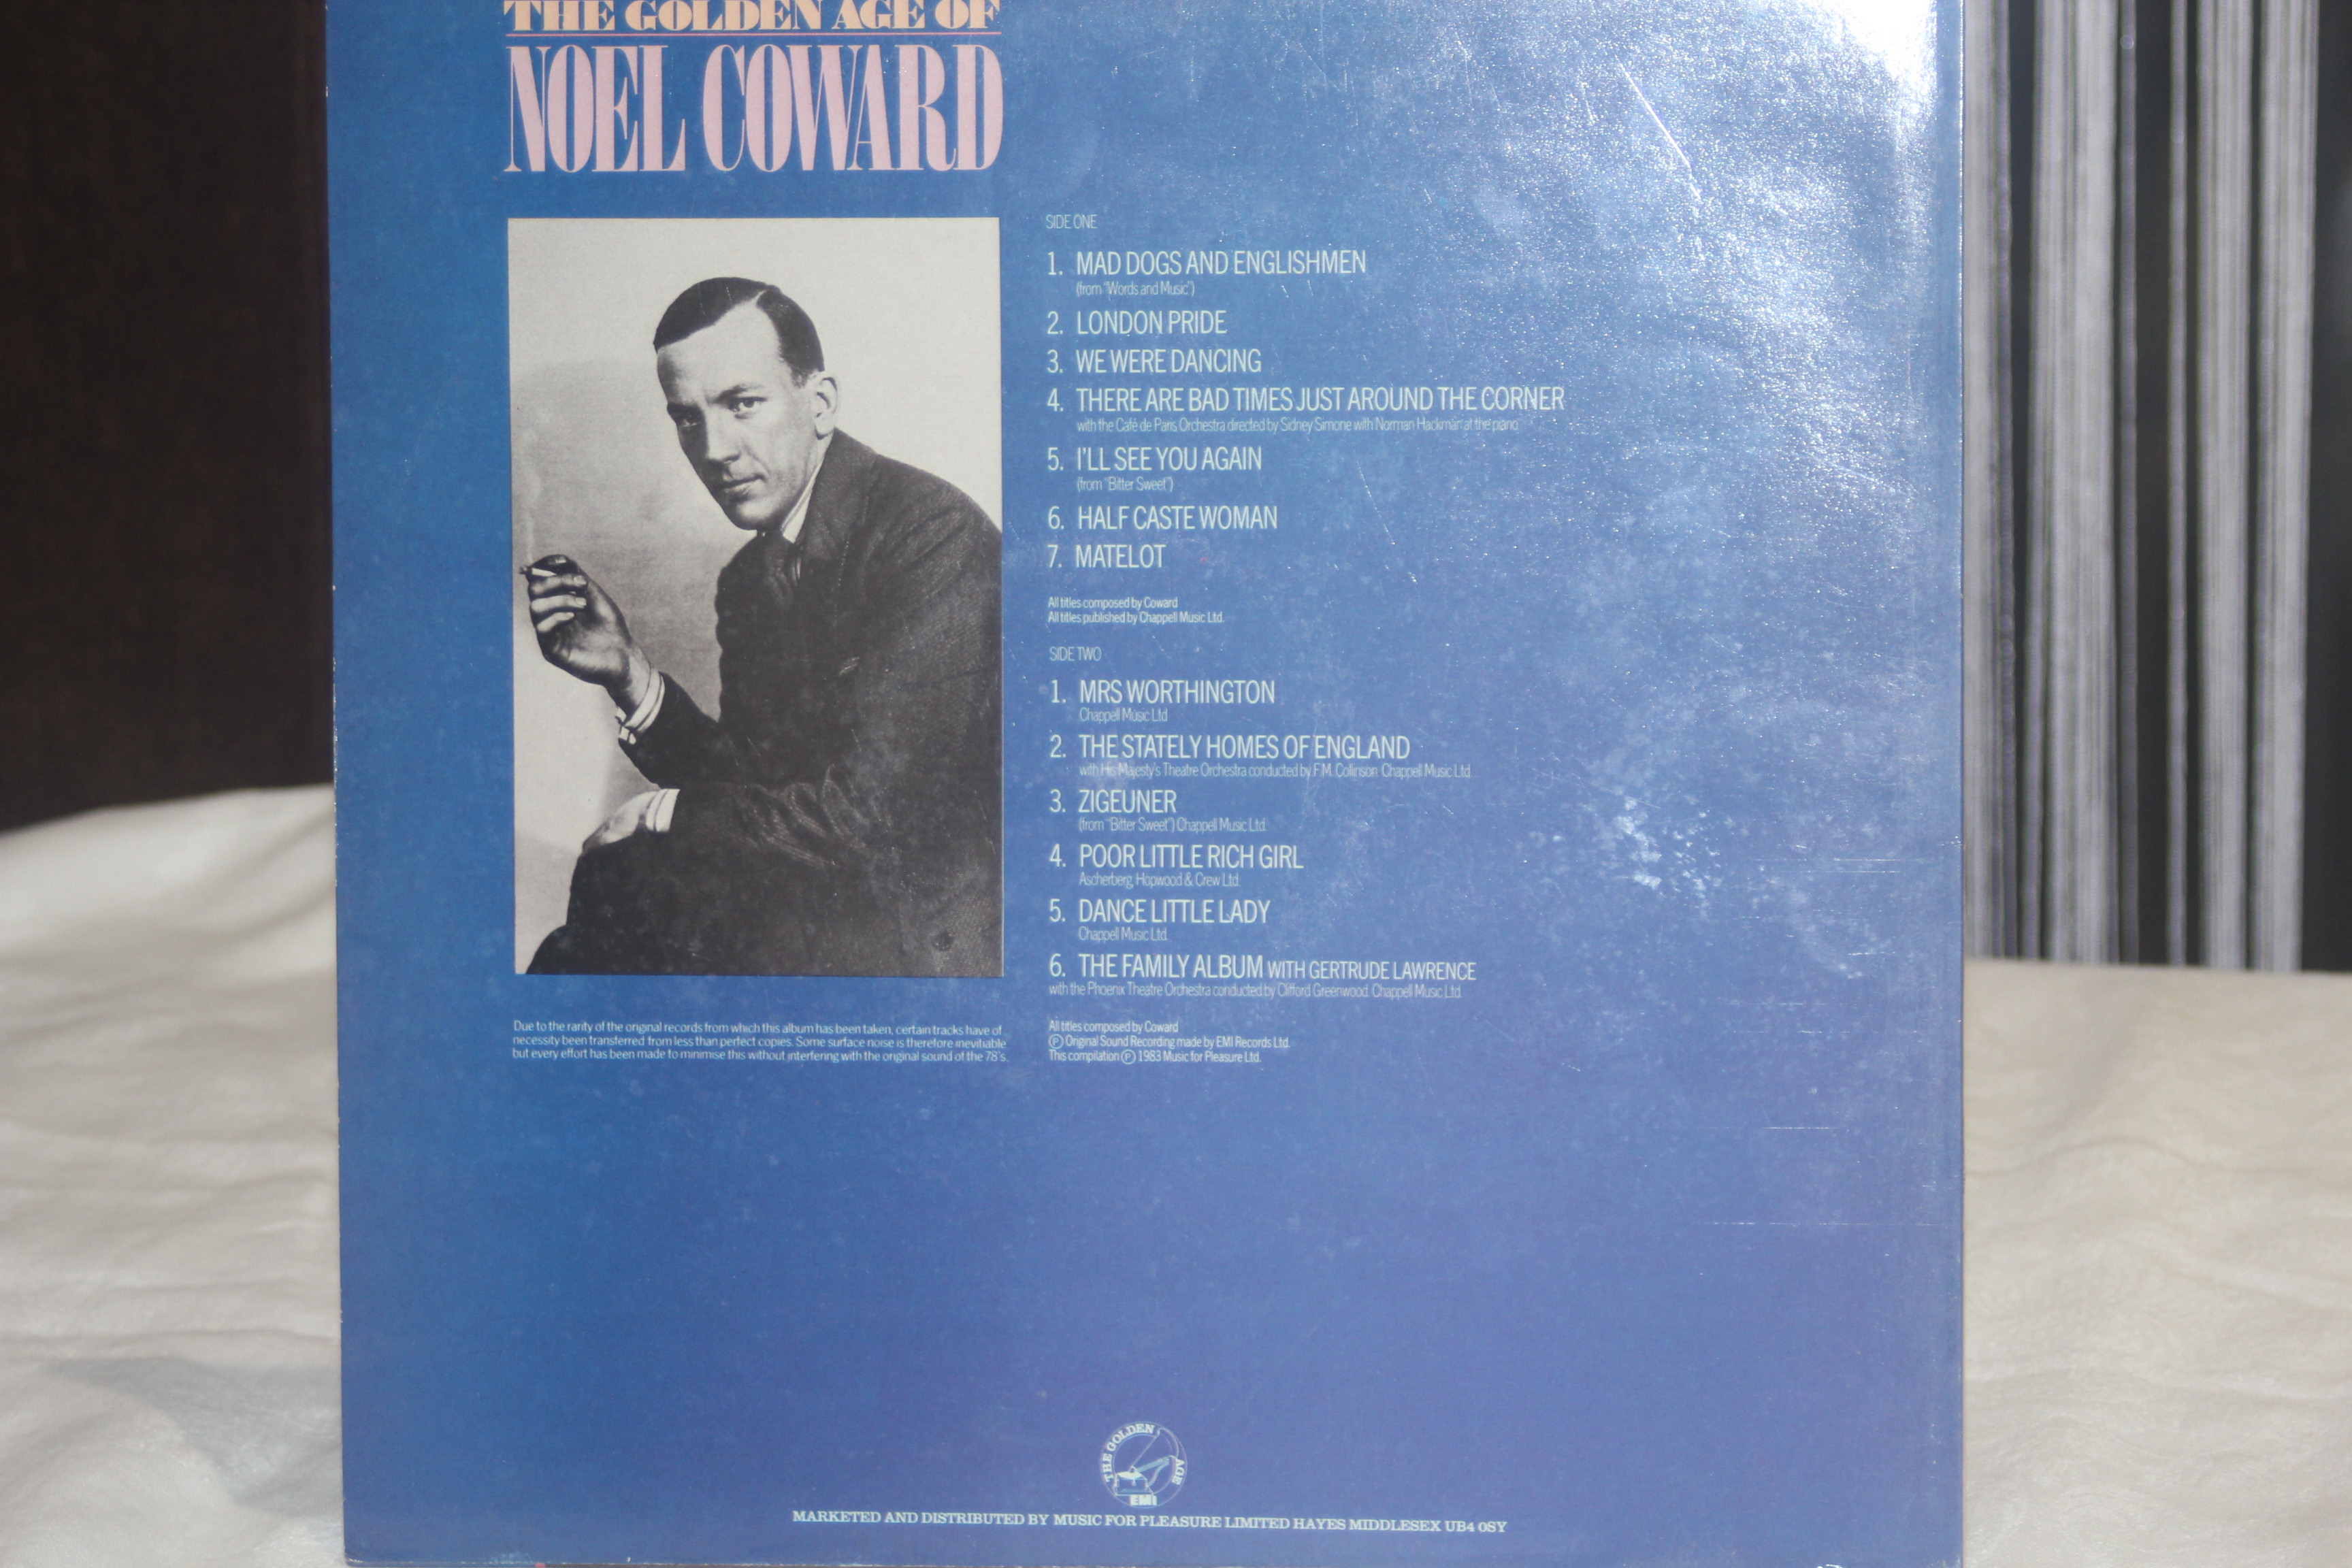 THE GOLDEN AGE OF
NOEL COWARD
SIDE ONE
1. MAD DOGS AND ENGLISHMEN
(from "Words and Music")
2. LONDON PRIDE
3. WE WERE DANCING
4. THERE ARE BAD TIMES JUST AROUND THE CORNER
with the Café de Paris Orchestra directed by Sidney Simone with Norman Hackman at the piano
5. I'LL SEE YOU AGAIN
(from "Bitter Sweet")
6. HALF CASTE WOMAN
7. MATELOT
All titles composed by Coward
All titles published by Chappell Music Ltd.
SIDE TWO
1. MRS WORTHINGTON
Chappell Music Ltd
2. THE STATELY HOMES OF ENGLAND
with His Majesty's Theatre Orchestra conducted by F.M. Collinson. Chappell Music Ltd.
3. ZIGEUNER
(from "Bitter Sweet") Chappell Music Ltd.
4. POOR LITTLE RICH GIRL
Ascherberg, Hopwood & Crew Ltd.
5. DANCE LITTLE LADY
Chappell Music Ltd.
6. THE FAMILY ALBUM WITH GERTRUDE LAWRENCE
with the Phoenix Theatre Orchestra conducted by Clifford Greenwood. Chappell Music Ltd.
All titles composed by Coward
Ⓟ Original Sound Recording made by EMI Records Ltd.
This compilation Ⓟ 1983 Music for Pleasure Ltd.
Due to the rarity of the original records from which this album has been taken, certain tracks have of
necessity been transferred from less than perfect copies. Some surface noise is therefore inevitable
but every effort has been made to minimise this without interfering with the original sound of the 78's.
THE GOLDEN AGE
EMI
MARKETED AND DISTRIBUTED BY MUSIC FOR PLEASURE LIMITED HAYES MIDDLESEX UB4 0SY